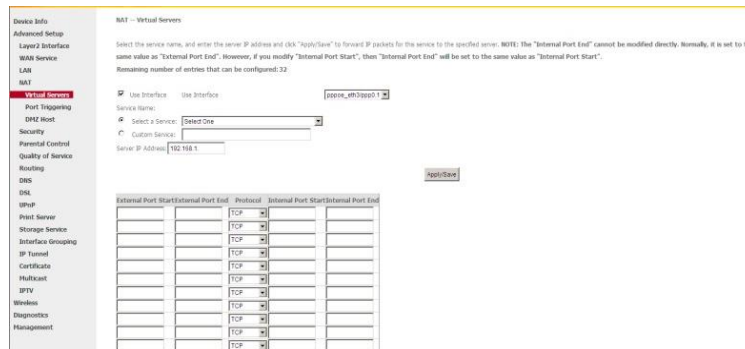 Device Info
Advanced Setup
Layer2 Interface
WAN Service
LAN
NAT
Virtual Servers
Port Triggering
DMZ Host
Security
Parental Control
Quality of Service
Routing
DNS
DSL
UPnP
Print Server
Storage Service
Interface Grouping
IP Tunnel
Certificate
Multicast
IPTV
Wireless
Diagnostics
Management
NAT -- Virtual Servers
Select the service name, and enter the server IP address and click "Apply/Save" to forward IP packets for this service to the specified server. NOTE: The "Internal Port End" cannot be modified directly. Normally, it is set to t
same value as "External Port End". However, if you modify "Internal Port Start", then "Internal Port End" will be set to the same value as "Internal Port Start".
Remaining number of entries that can be configured:32
Use Interface Use Interface pppoe_eth3/ppp0.1
Service Name:
Select a Service: Select One
Custom Service:
Server IP Address: 192.168.1.
Apply/Save
External Port Start External Port End Protocol Internal Port Start Internal Port End
TCP
TCP
TCP
TCP
TCP
TCP
TCP
TCP
TCP
TCP
TCP